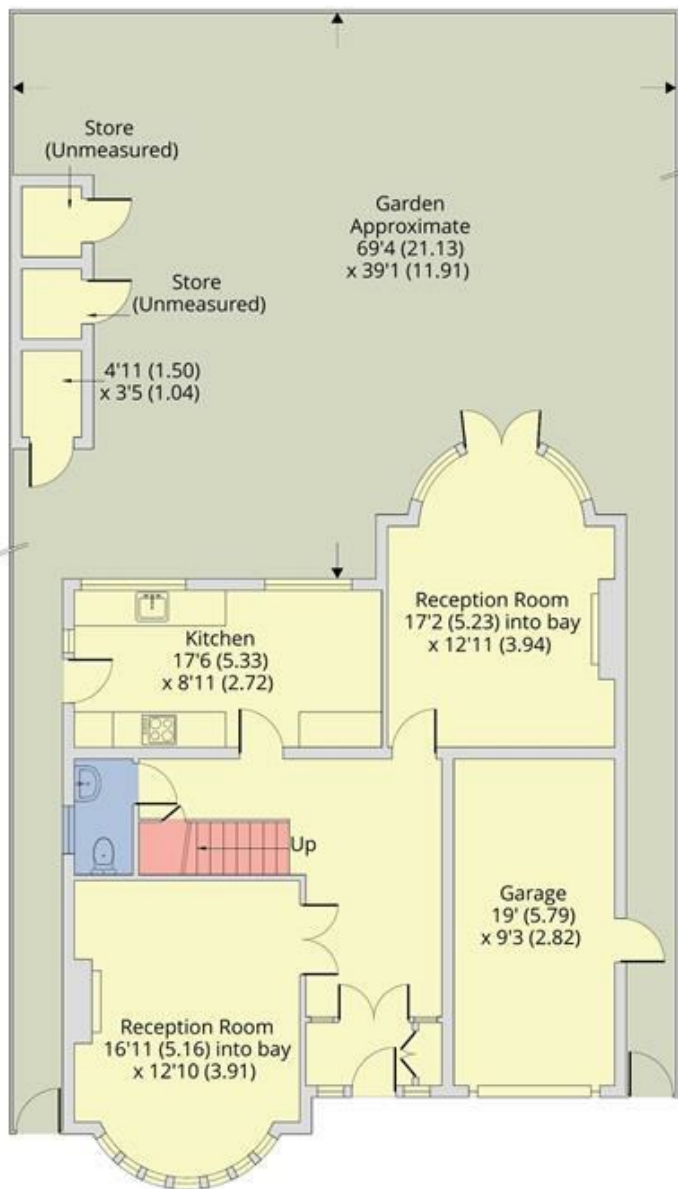 Store
(Unmeasured)
Garden
Approximate
69'4 (21.13)
x 39'1 (11.91)
Store
(Unmeasured)
4'11 (1.50)
x 3'5 (1.04)
Reception Room
17'2 (5.23) into bay
x 12'11 (3.94)
Kitchen
17'6 (5.33)
x 8'11 (2.72)
Up
Garage
19' (5.79)
x 9'3 (2.82)
Reception Room
16'11 (5.16) into bay
x 12'10 (3.91)